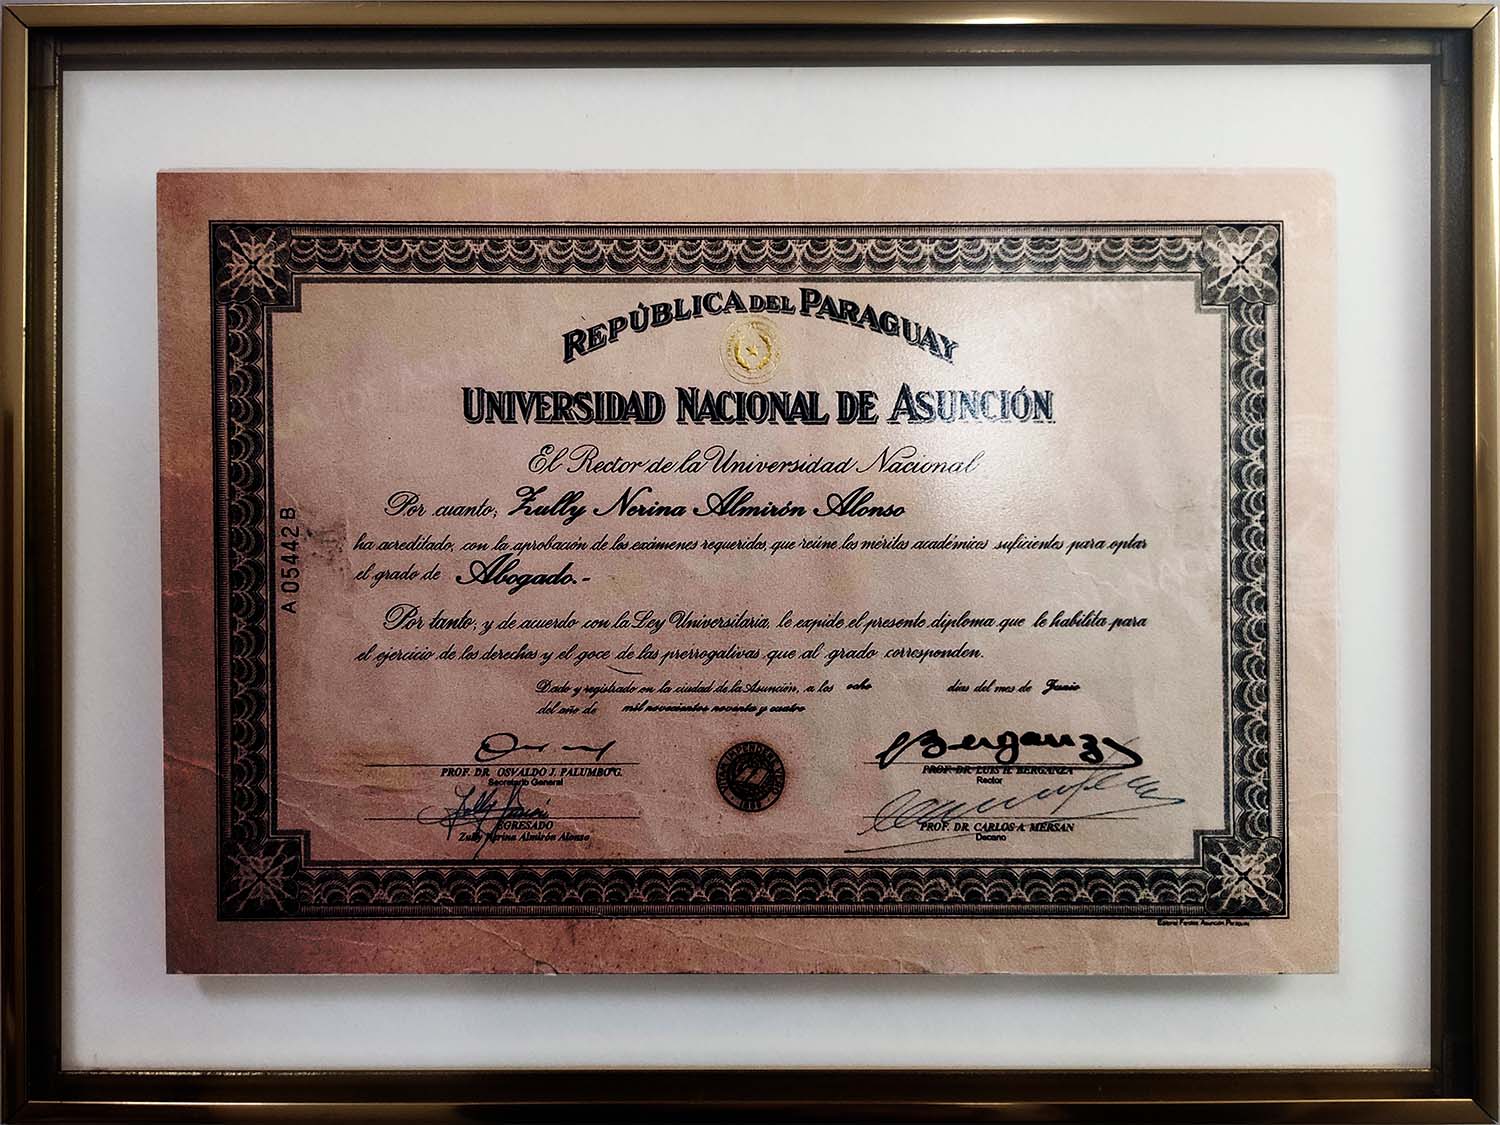 REPÚBLICA DEL PARAGUAY
UNIVERSIDAD NACIONAL DE ASUNCIÓN
El Rector de la Universidad Nacional
Por cuanto; Zully Nerina Almirón Alonso
ha acreditado, con la aprobación de los exámenes requeridos, que reúne los méritos académicos suficientes para optar
el grado de Abogado.-
Por tanto; y de acuerdo con la Ley Universitaria, le expide el presente diploma que le habilita para
el ejercicio de los derechos y el goce de las prerrogativas que al grado corresponden.
Dado y registrado en la ciudad de la Asunción, a los ocho días del mes de Junio
del año de mil novecientos noventa y cuatro
A 05442 B
PROF. DR. OSVALDO J. PALUMBO G.
Secretario General
Berganza
PROF. DR. LUIS H. BERGANZA
Rector
EGRESADO
Zully Nerina Almirón Alonso
PROF. DR. CARLOS A. MERSAN
Decano
Asunción Paraguay